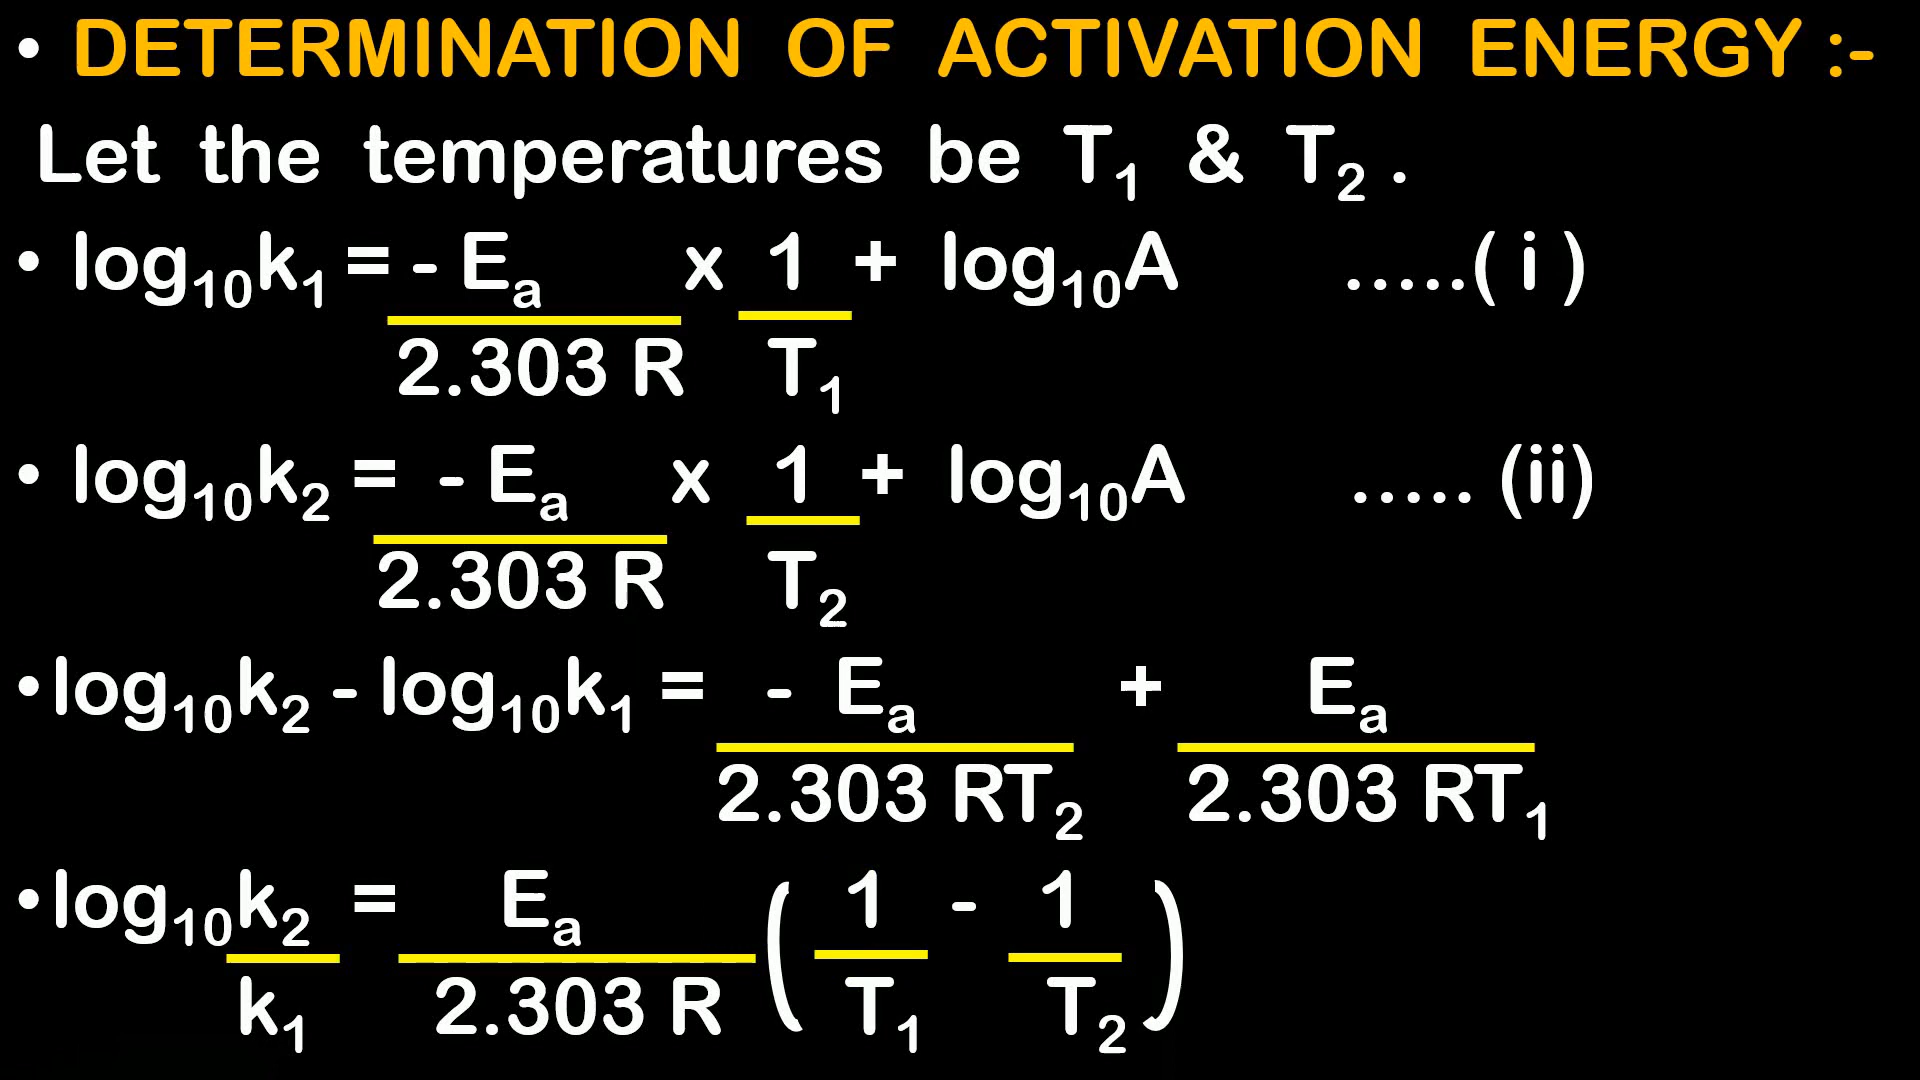 • DETERMINATION OF ACTIVATION ENERGY :-
Let the temperatures be T₁ & T₂ .
• log₁₀k₁ = - Eₐ x 1 + log₁₀A .....( i )
2.303 R T₁
• log₁₀k₂ = - Eₐ x 1 + log₁₀A ..... (ii)
2.303 R T₂
•log₁₀k₂ - log₁₀k₁ = - Eₐ + Eₐ
2.303 RT₂ 2.303 RT₁
•log₁₀k₂ = Eₐ ( 1 - 1 )
k₁ 2.303 R T₁ T₂